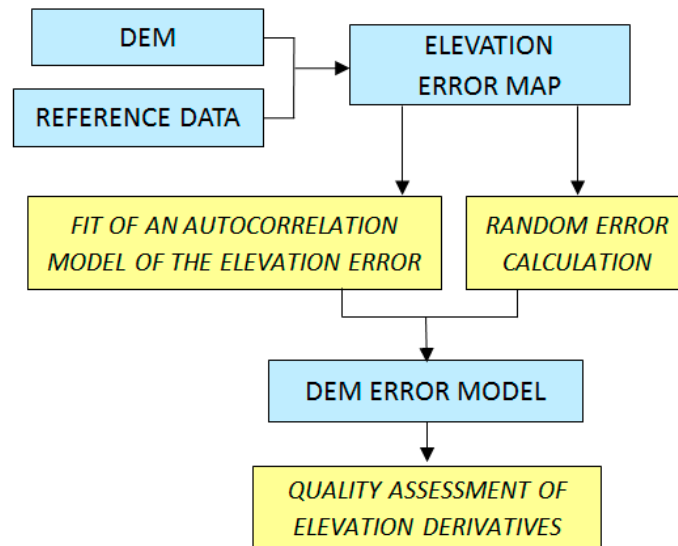 DEM
REFERENCE DATA
ELEVATION
ERROR MAP
FIT OF AN AUTOCORRELATION
MODEL OF THE ELEVATION ERROR
RANDOM ERROR
CALCULATION
DEM ERROR MODEL
QUALITY ASSESSMENT OF
ELEVATION DERIVATIVES